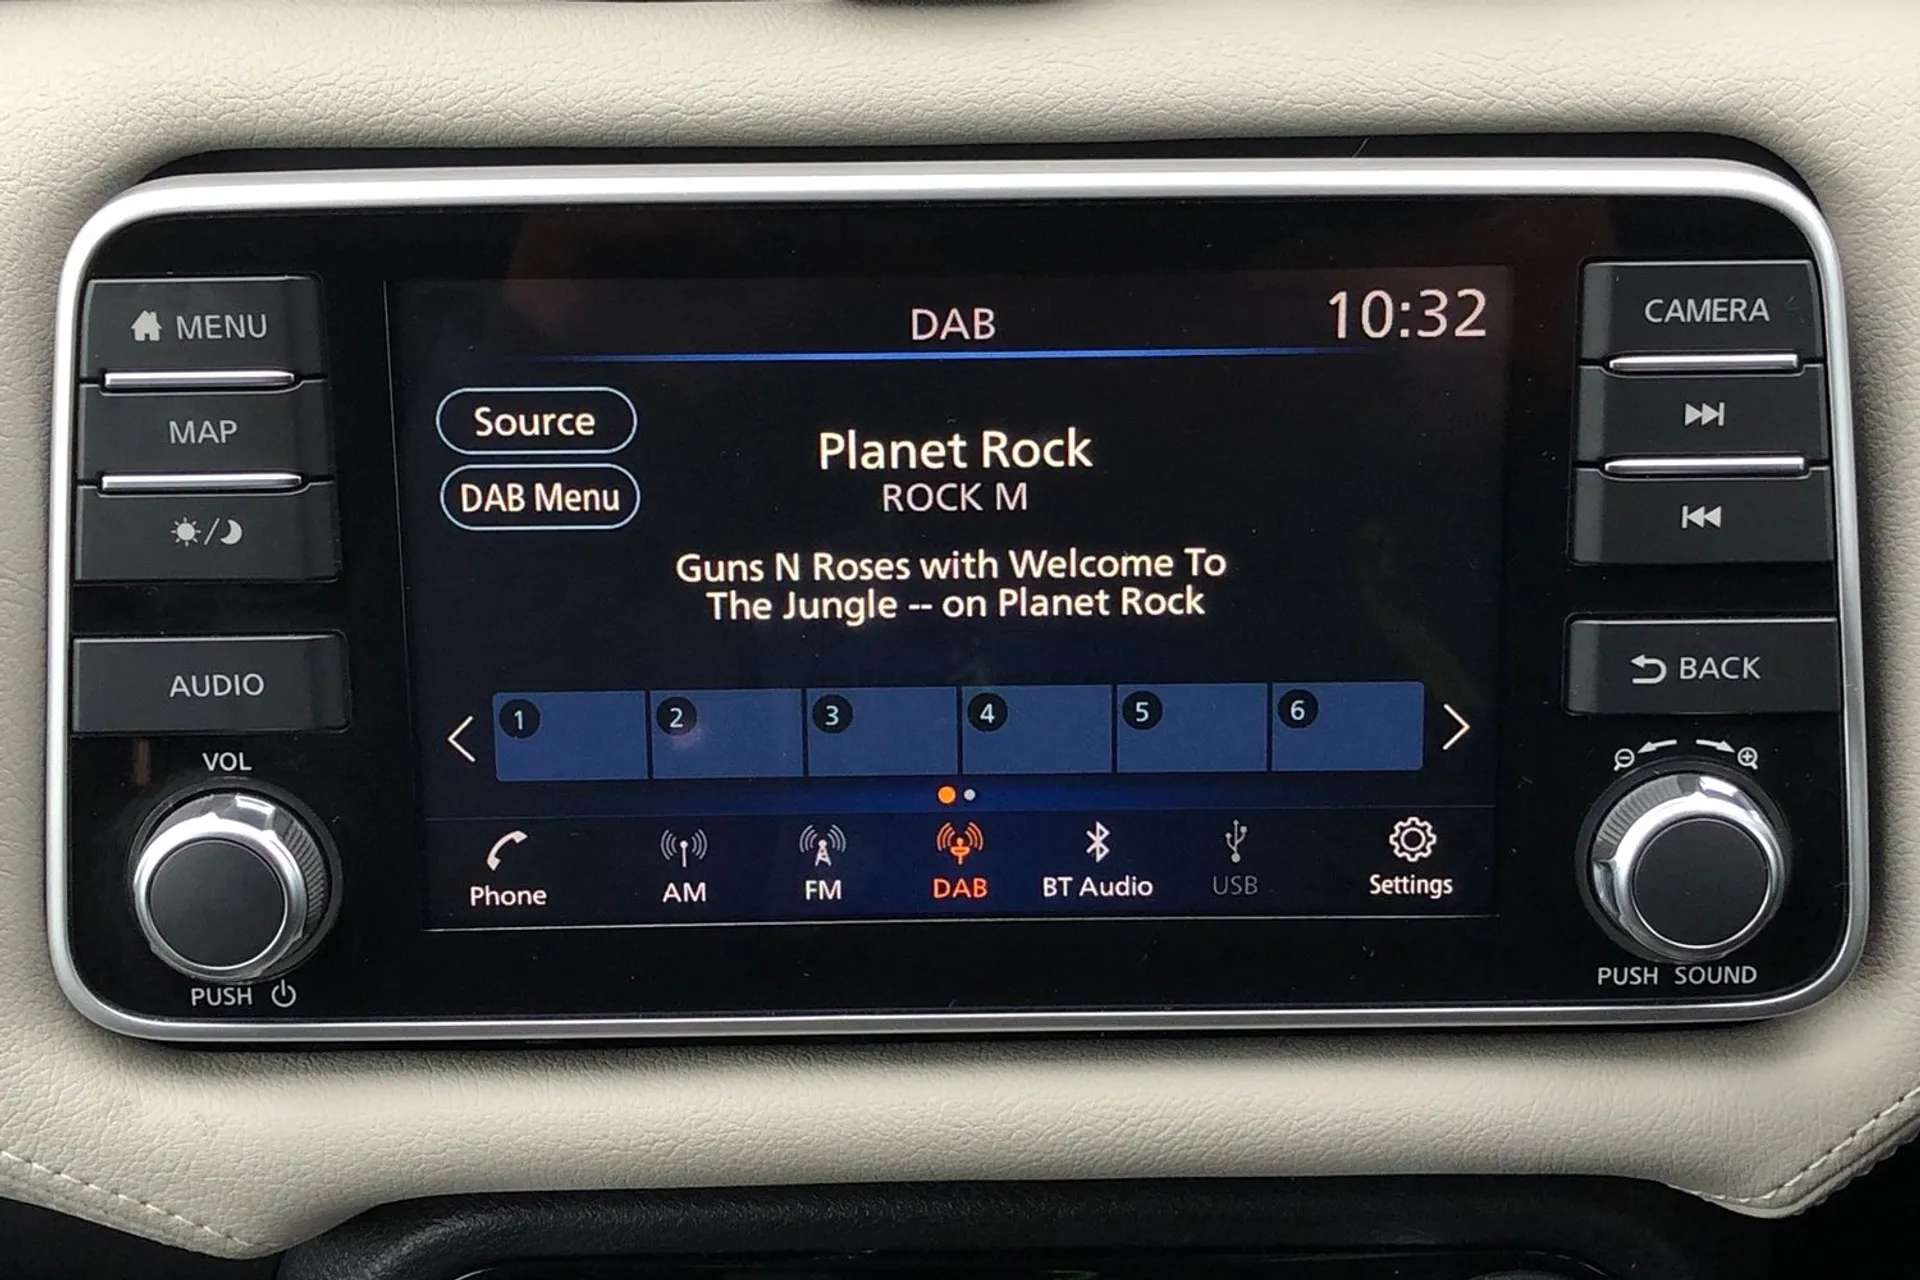 MENU
MAP
/
AUDIO
VOL
PUSH
DAB
10:32
Source
DAB Menu
Planet Rock
ROCK M
Guns N Roses with Welcome To
The Jungle -- on Planet Rock
1 2 3 4 5 6
Phone AM FM DAB BT Audio USB Settings
CAMERA
BACK
PUSH SOUND